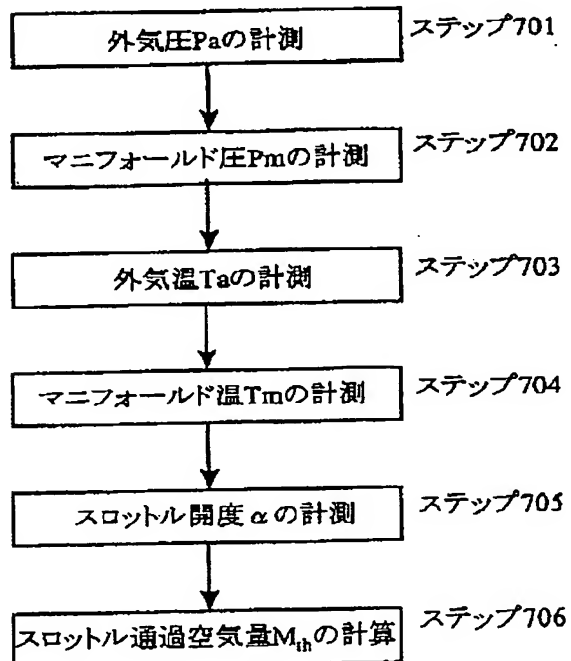 外気圧Paの計測 ステップ701
マニフォールド圧Pmの計測 ステップ702
外気温Taの計測 ステップ703
マニフォールド温Tmの計測 ステップ704
スロットル開度αの計測 ステップ705
スロットル通過空気量Mthの計算 ステップ706